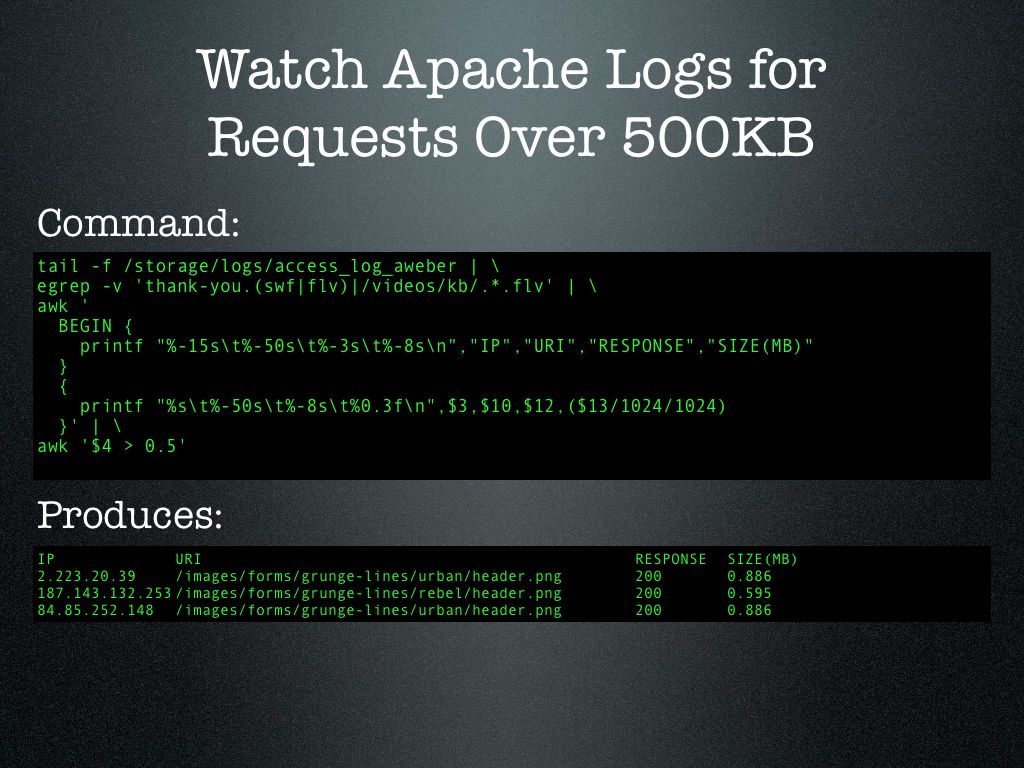 Watch Apache Logs for
Requests Over 500KB
Command:
tail -f /storage/logs/access_log_aweber | \
egrep -v 'thank-you.(swf|flv)|/videos/kb/.*.flv' | \
awk '
  BEGIN {
    printf "%-15s\t%-50s\t%-3s\t%-8s\n","IP","URI","RESPONSE","SIZE(MB)"
  }
  {
    printf "%s\t%-50s\t%-8s\t%0.3f\n",$3,$10,$12,($13/1024/1024)
  }' | \
awk '$4 > 0.5'
Produces:
IP URI RESPONSE SIZE(MB)
2.223.20.39 /images/forms/grunge-lines/urban/header.png 200 0.886
187.143.132.253 /images/forms/grunge-lines/rebel/header.png 200 0.595
84.85.252.148 /images/forms/grunge-lines/urban/header.png 200 0.886